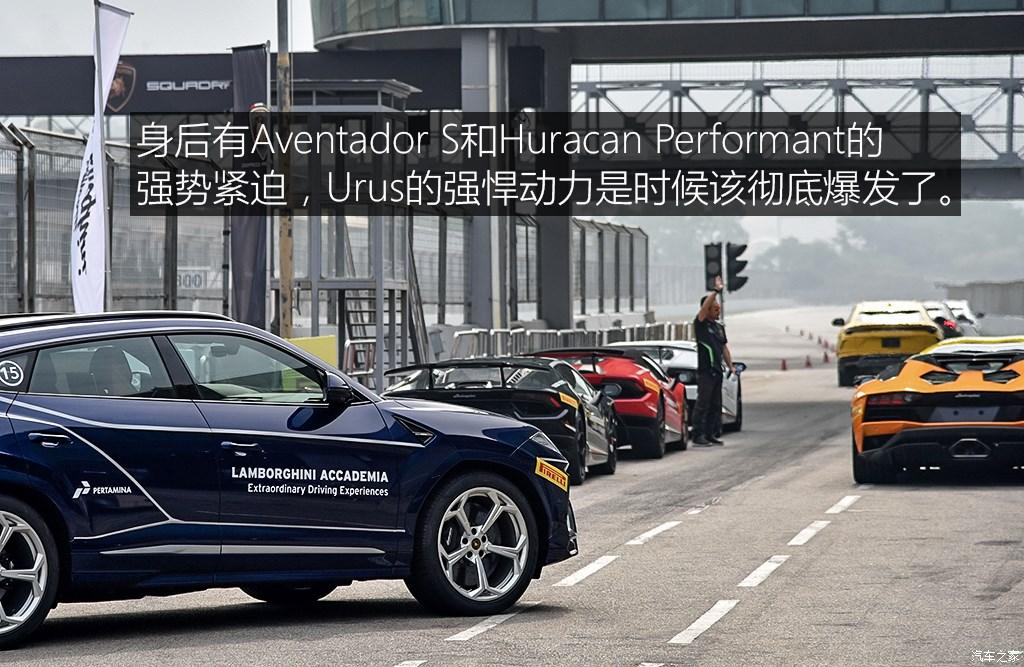 SQUADR
身后有Aventador S和Huracan Performant的
强势紧迫，Urus的强悍动力是时候该彻底爆发了。
15
LAMBORGHINI ACCADEMIA
Extraordinary Driving Experiences
PERTAMINA
PIRELLI
汽车之家